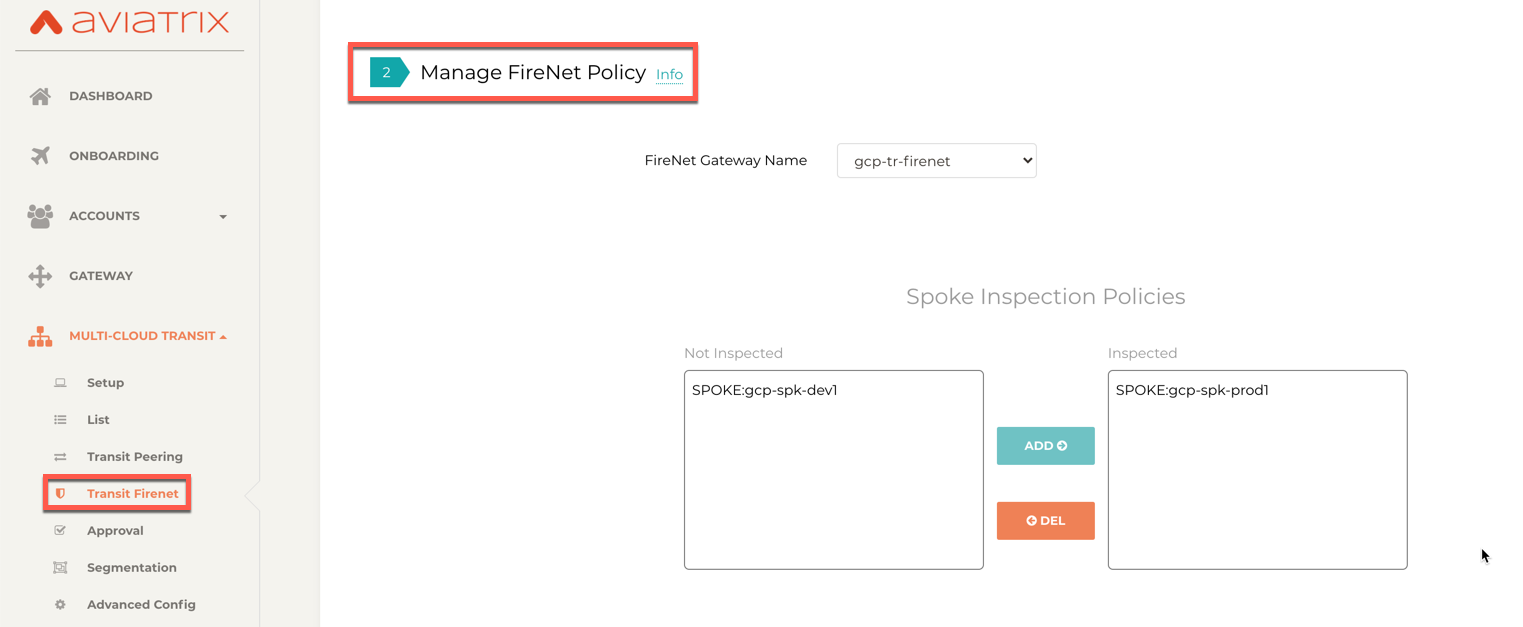 aviatrix
DASHBOARD
ONBOARDING
ACCOUNTS
GATEWAY
MULTI-CLOUD TRANSIT
Setup
List
Transit Peering
Transit Firenet
Approval
Segmentation
Advanced Config
2 Manage FireNet Policy Info
FireNet Gateway Name gcp-tr-firenet
Spoke Inspection Policies
Not Inspected
SPOKE:gcp-spk-dev1
ADD
DEL
Inspected
SPOKE:gcp-spk-prod1